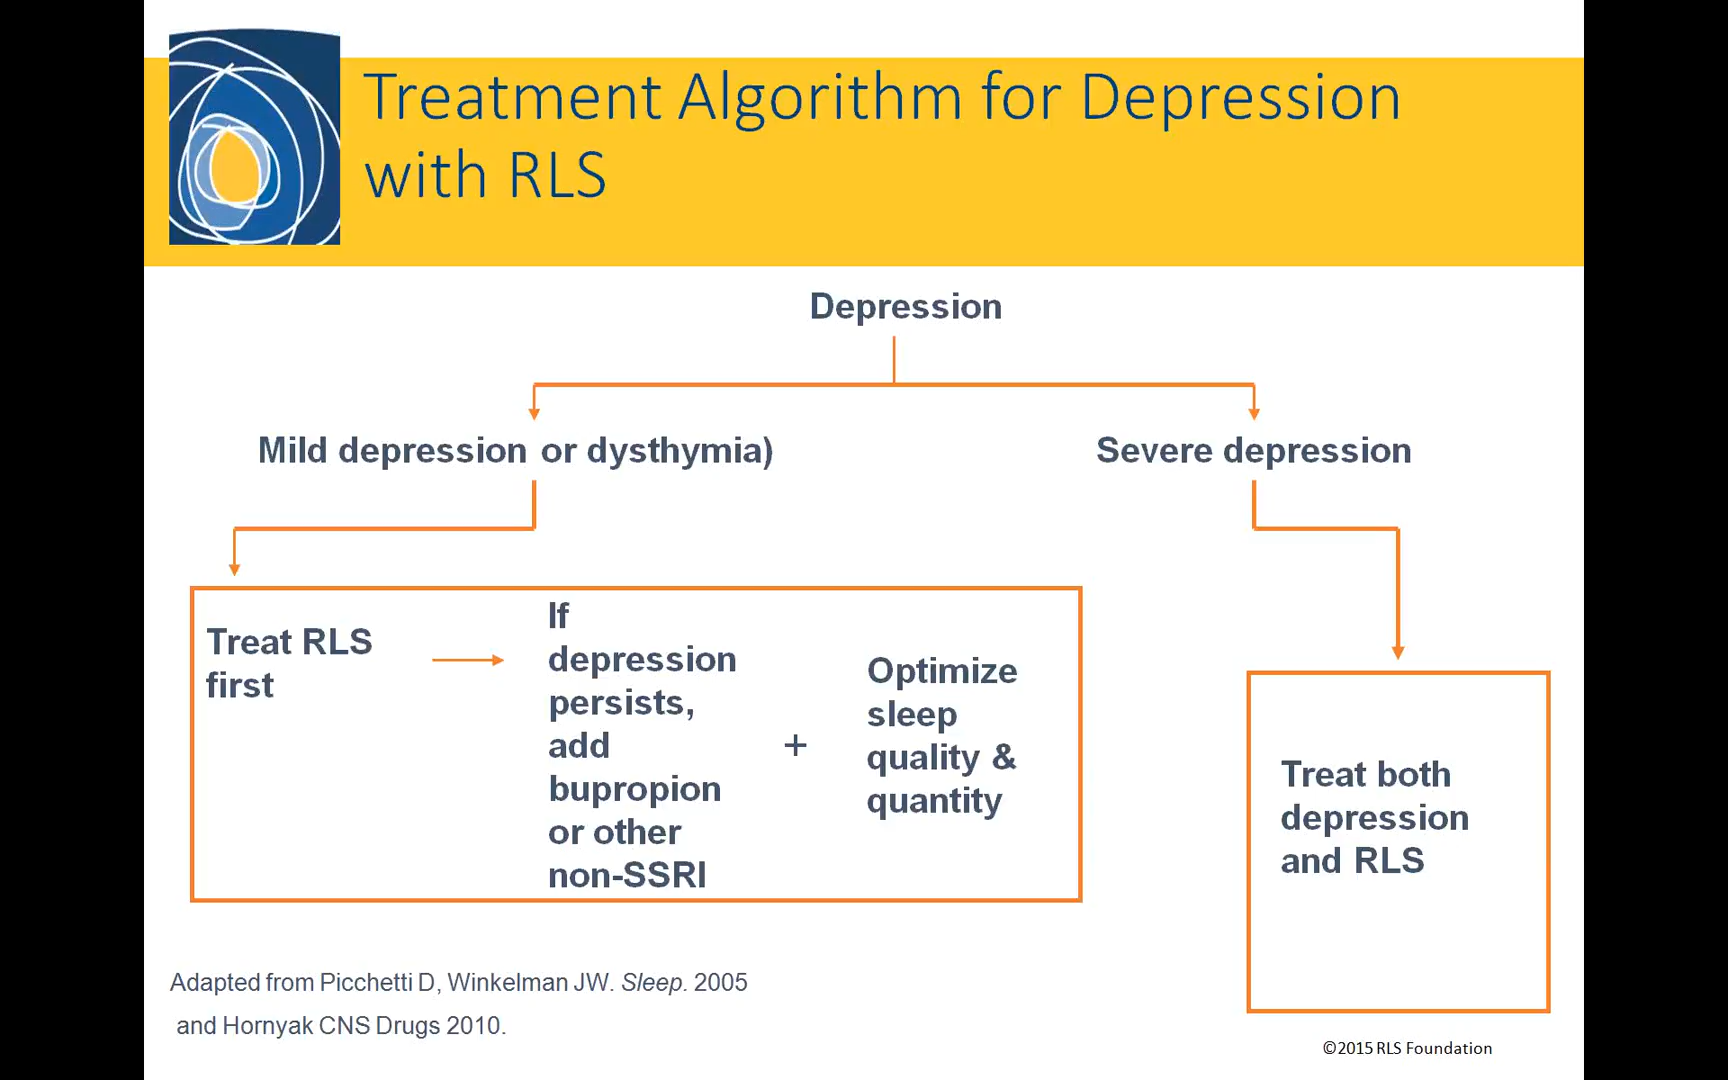 Treatment Algorithm for Depression
with RLS
Depression
Mild depression or dysthymia)
Severe depression
Treat RLS
first
If
depression
persists,
add
bupropion
or other
non-SSRI
+
Optimize
sleep
quality &
quantity
Treat both
depression
and RLS
Adapted from Picchetti D, Winkelman JW. Sleep. 2005
and Hornyak CNS Drugs 2010.
©2015 RLS Foundation